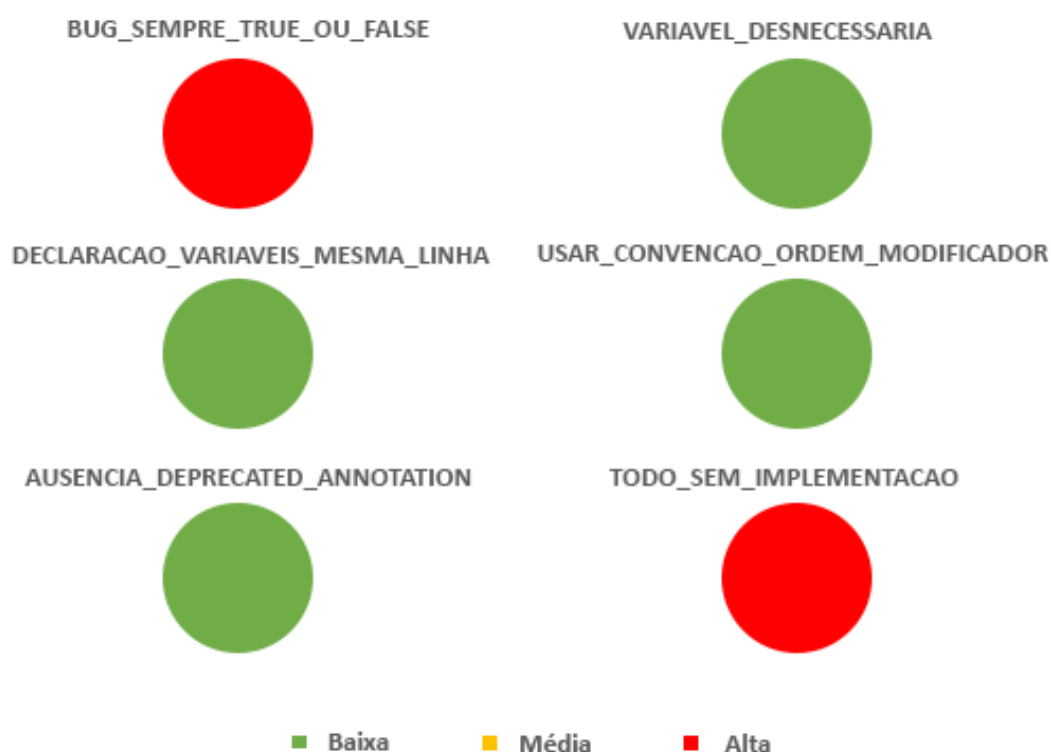 BUG_SEMPRE_TRUE_OU_FALSE
VARIAVEL_DESNECESSARIA
DECLARACAO_VARIAVEIS_MESMA_LINHA
USAR_CONVENCAO_ORDEM_MODIFICADOR
AUSENCIA_DEPRECATED_ANNOTATION
TODO_SEM_IMPLEMENTACAO
Baixa Média Alta